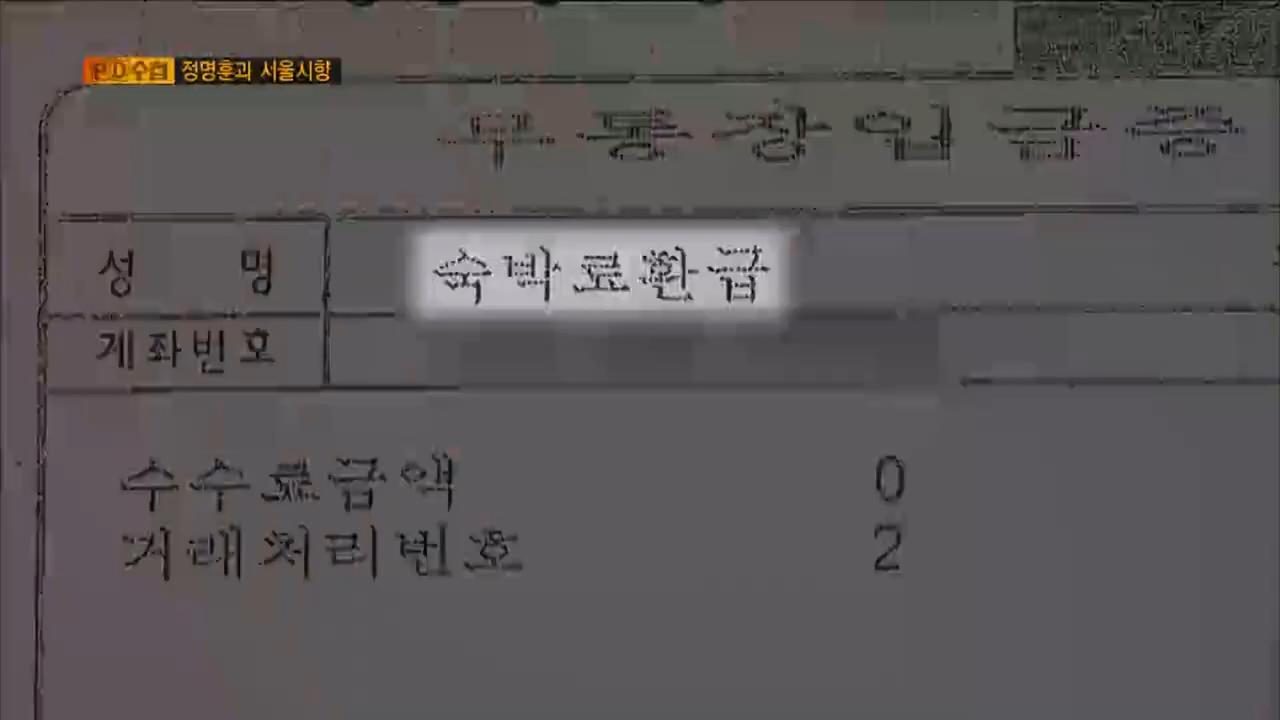 PD수첩 정명훈과 서울시향
무통장입금증
성 명 숙박료환급
계좌번호
수수료금액 0
거래처리번호 2